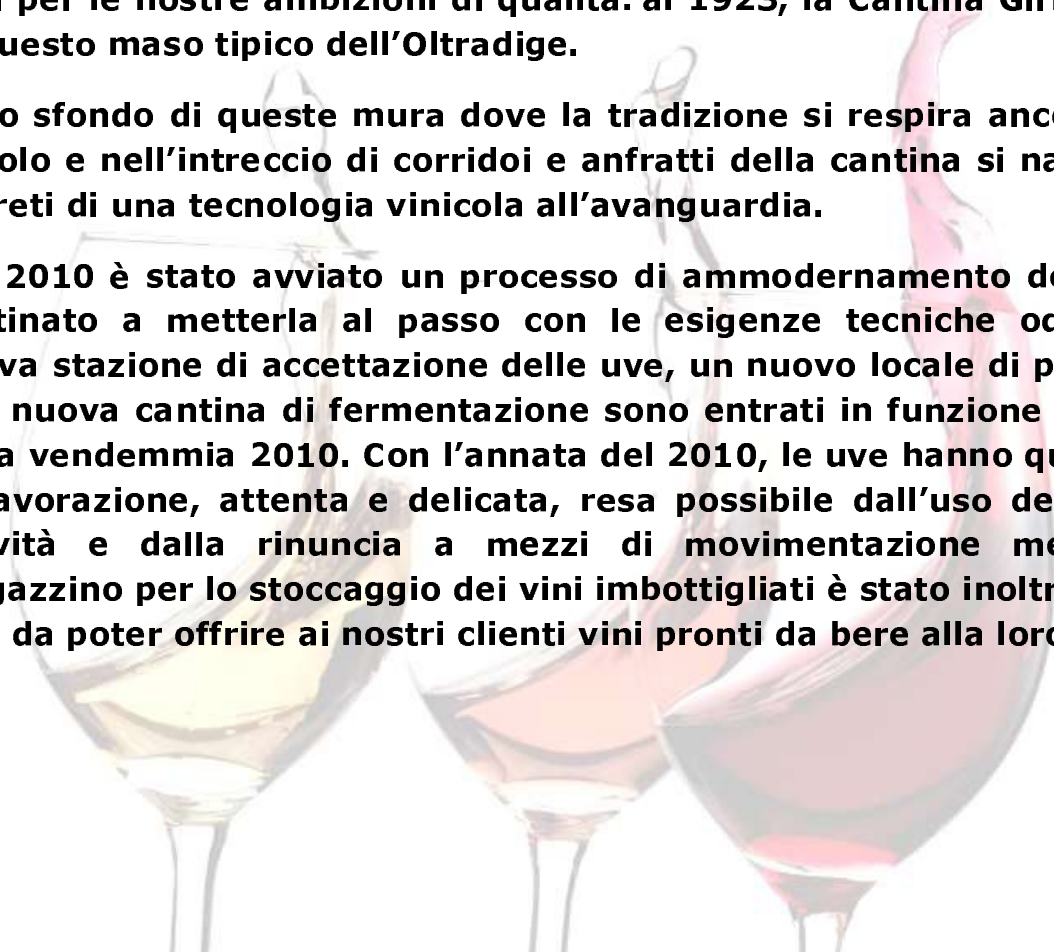 per le nostre ambizioni di qualità: al 1923, la Cantina
uesto maso tipico dell’Oltradige.
o sfondo di queste mura dove la tradizione si respira anc
olo e nell’intreccio di corridoi e anfratti della cantina si na
reti di una tecnologia vinicola all’avanguardia.
2010 è stato avviato un processo di ammodernamento de
tinato a metterla al passo con le esigenze tecniche od
va stazione di accettazione delle uve, un nuovo locale di p
nuova cantina di fermentazione sono entrati in funzione
a vendemmia 2010. Con l’annata del 2010, le uve hanno qu
avorazione, attenta e delicata, resa possibile dall’uso de
vità e dalla rinuncia a mezzi di movimentazione me
gazzino per lo stoccaggio dei vini imbottigliati è stato inoltr
da poter offrire ai nostri clienti vini pronti da bere alla loro